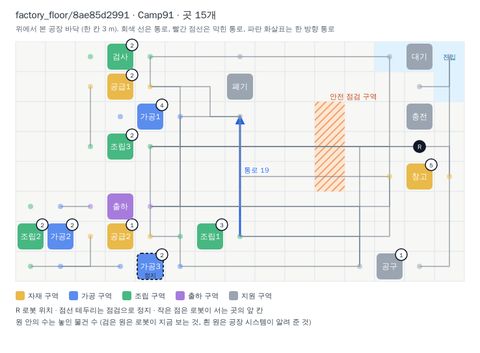 factory_floor/8ae85d2991 · Camp91 · 곳 15개
위에서 본 공장 바닥 (한 칸 3 m). 회색 선은 통로, 빨간 점선은 막힌 통로, 파란 화살표는 한 방향 통로
검사 2
대기
진입
공급1 2
폐기
안전 점검 구역
가공1 4
충전
조립3 2
R
창고 5
통로 19
출하
조립2 2
가공2 2
공급2 1
조립1 3
가공3 2
공구 1
자재 구역
가공 구역
조립 구역
출하 구역
지원 구역
R 로봇 위치 · 점선 테두리는 점검으로 정지 · 작은 점은 로봇이 서는 곳의 앞 칸
원 안의 수는 놓인 물건 수 (검은 원은 로봇이 지금 보는 것, 흰 원은 공장 시스템이 알려 준 것)